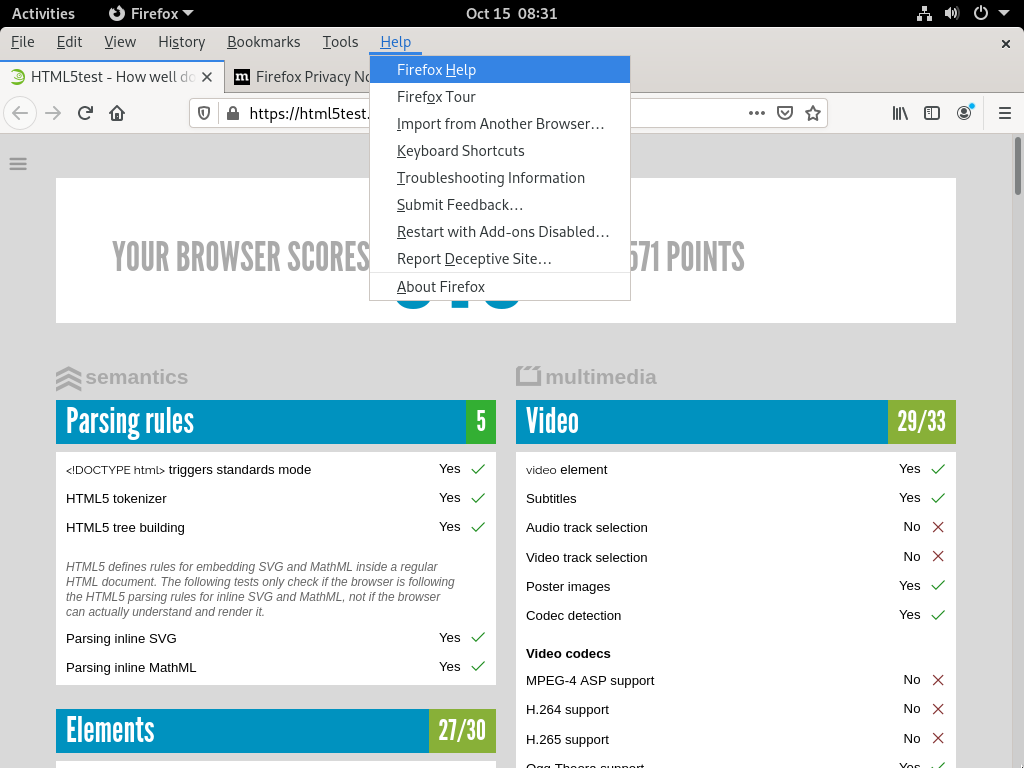 Activities Firefox Oct 15 08:31
File Edit View History Bookmarks Tools Help
HTML5test - How well do Firefox Privacy No
https://html5test.
Firefox Help
Firefox Tour
Import from Another Browser…
Keyboard Shortcuts
Troubleshooting Information
Submit Feedback…
Restart with Add-ons Disabled…
Report Deceptive Site…
About Firefox
YOUR BROWSER SCORES 571 POINTS
semantics
Parsing rules 5
<!DOCTYPE html> triggers standards mode Yes
HTML5 tokenizer Yes
HTML5 tree building Yes
HTML5 defines rules for embedding SVG and MathML inside a regular
HTML document. The following tests only check if the browser is following
the HTML5 parsing rules for inline SVG and MathML, not if the browser
can actually understand and render it.
Parsing inline SVG Yes
Parsing inline MathML Yes
Elements 27/30
multimedia
Video 29/33
video element Yes
Subtitles Yes
Audio track selection No
Video track selection No
Poster images Yes
Codec detection Yes
Video codecs
MPEG-4 ASP support No
H.264 support No
H.265 support No
Ogg Theora support Yes